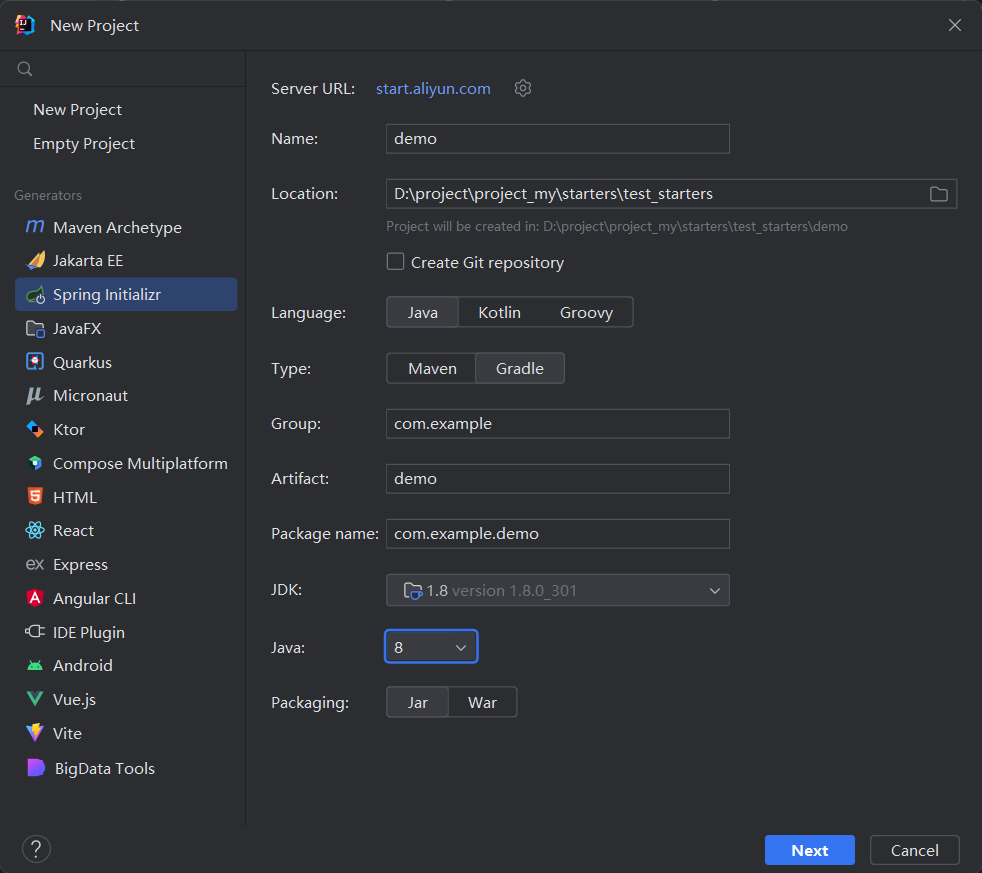 New Project
New Project
Empty Project
Generators
Maven Archetype
Jakarta EE
Spring Initializr
JavaFX
Quarkus
Micronaut
Ktor
Compose Multiplatform
HTML
React
Express
Angular CLI
IDE Plugin
Android
Vue.js
Vite
BigData Tools
Server URL: start.aliyun.com
Name: demo
Location: D:\project\project_my\starters\test_starters
Project will be created in: D:\project\project_my\starters\test_starters\demo
Create Git repository
Language: Java Kotlin Groovy
Type: Maven Gradle
Group: com.example
Artifact: demo
Package name: com.example.demo
JDK: 1.8 version 1.8.0_301
Java: 8
Packaging: Jar War
? Next Cancel